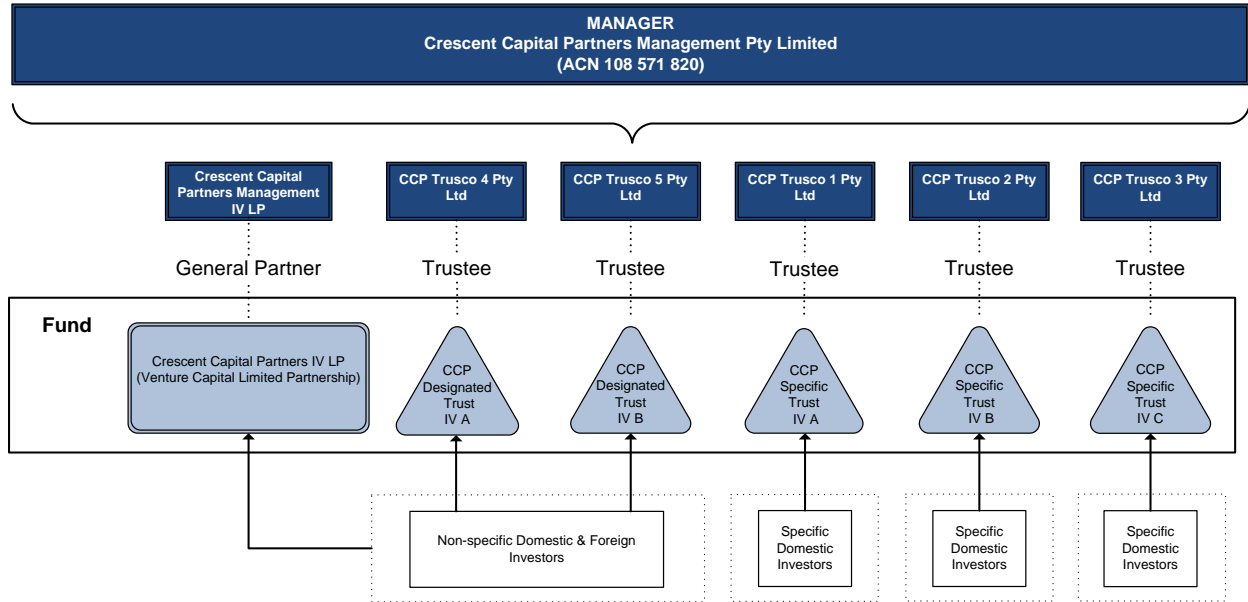 MANAGER
Crescent Capital Partners Management Pty Limited
(ACN 108 571 820)
Crescent Capital
Partners Management
IV LP
CCP Trusco 4 Pty
Ltd
CCP Trusco 5 Pty
Ltd
CCP Trusco 1 Pty
Ltd
CCP Trusco 2 Pty
Ltd
CCP Trusco 3 Pty
Ltd
General Partner
Trustee
Trustee
Trustee
Trustee
Trustee
Fund
Crescent Capital Partners IV LP
(Venture Capital Limited Partnership)
CCP
Designated
Trust
IV A
CCP
Designated
Trust
IV B
CCP
Specific
Trust
IV A
CCP
Specific
Trust
IV B
CCP
Specific
Trust
IV C
Non-specific Domestic & Foreign
Investors
Specific
Domestic
Investors
Specific
Domestic
Investors
Specific
Domestic
Investors